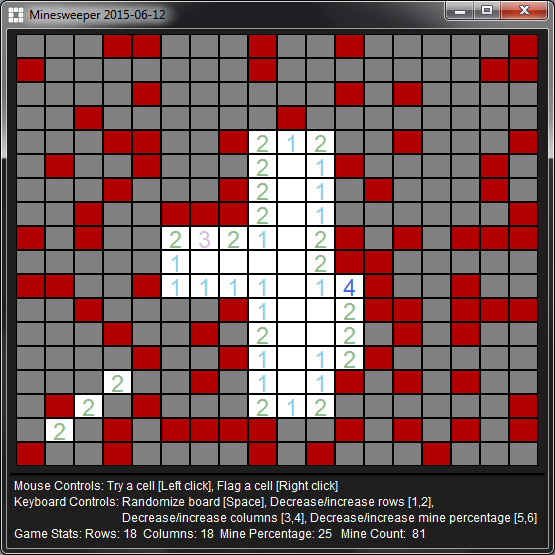 Minesweeper 2015-06-12
2 1 2
2 1
2 1
2 1
2 3 2 1 2
1 2
1 1 1 1 1 4
1 2
2 2
1 1 2
2 1 1
2 2 1 2
2
Mouse Controls: Try a cell [Left click], Flag a cell [Right click]
Keyboard Controls: Randomize board [Space], Decrease/increase rows [1,2],
Decrease/increase columns [3,4], Decrease/increase mine percentage [5,6]
Game Stats: Rows: 18 Columns: 18 Mine Percentage: 25 Mine Count: 81